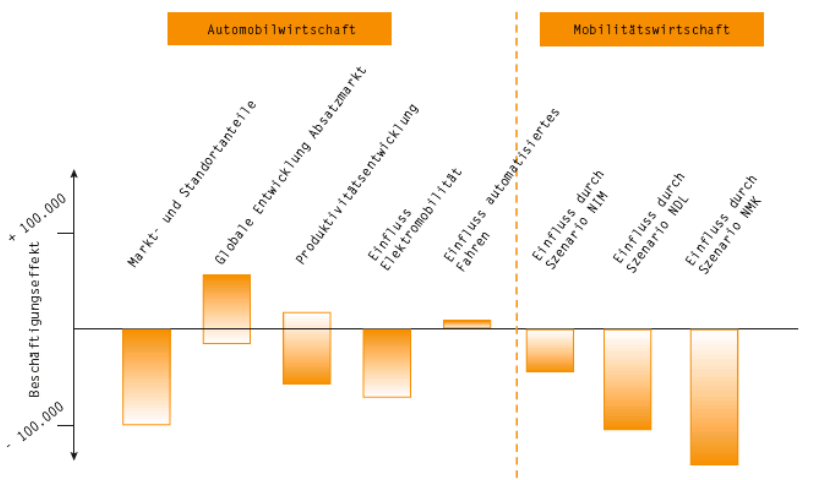 Automobilwirtschaft
Mobilitätswirtschaft
Markt- und Standortanteile
Globale Entwicklung Absatzmarkt
Produktivitätsentwicklung
Einfluss
Elektromobilität
Einfluss automatisiertes
Fahren
Einfluss durch
Szenario NIM
Einfluss durch
Szenario NDL
Einfluss durch
Szenario NMK
+ 100.000
Beschäftigungseffekt
- 100.000